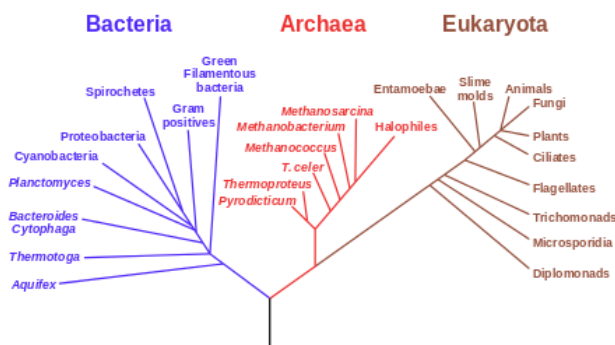 Bacteria
Archaea
Eukaryota
Green
Filamentous
bacteria
Spirochetes
Gram
positives
Proteobacteria
Cyanobacteria
Planctomyces
Bacteroides
Cytophaga
Thermotoga
Aquifex
Methanosarcina
Methanobacterium
Halophiles
Methanococcus
T. celer
Thermoproteus
Pyrodicticum
Entamoebae
Slime
molds
Animals
Fungi
Plants
Ciliates
Flagellates
Trichomonads
Microsporidia
Diplomonads